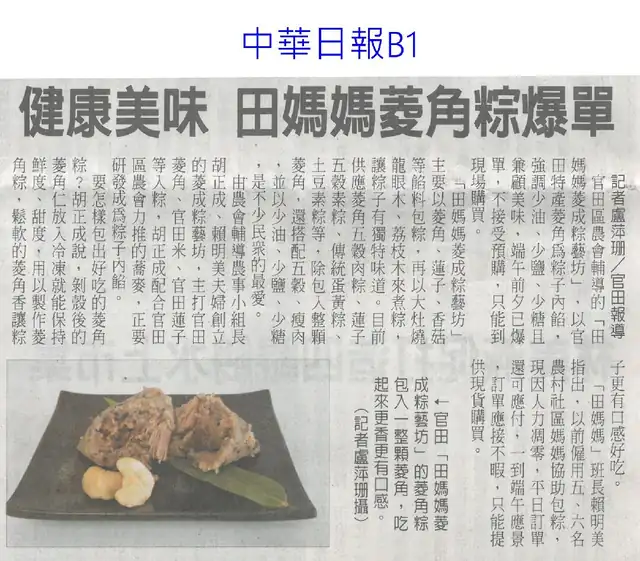 中華日報B1
健康美味 田媽媽菱角粽爆單
記者盧萍珊／官田報導
官田區農會輔導的「田
媽媽菱成粽藝坊」，以官
田特產菱角為粽子內餡，
強調少油、少鹽、少糖且
兼顧美味，端午前夕已爆
單，不接受預購，只能到
現場購買。
「田媽媽菱成粽藝坊」
主要以菱角、蓮子、香菇
等餡料包粽，再以大灶燒
龍眼木、荔枝木來煮粽，
讓粽子有獨特味道。目前
供應菱角五穀肉粽、蓮子
五穀素粽、傳統蛋黃粽、
土豆素粽等，除包入整顆
菱角，還搭配五穀、瘦肉
，並以少油、少鹽、少糖
，是不少民眾的最愛。
由農會輔導農事小組長
胡正成、賴明美夫婦創立
的菱成粽藝坊，主打官田
菱角、官田米、官田蓮子
等入粽，胡正成配合官田
區農會力推的蕎麥，正要
研發成為粽子內餡。
要怎樣包出好吃的菱角
粽？胡正成說，剝殼後的
菱角仁放入冷凍就能保持
鮮度、甜度，用以製作菱
角粽，鬆軟的菱角香讓粽
子更有口感好吃。
「田媽媽」班長賴明美
指出，以前僱用五、六名
農村社區媽媽協助包粽，
現因人力凋零，平日訂單
還可應付，一到端午應景
，訂單應接不暇，只能提
供現貨購買。
←官田「田媽媽菱
成粽藝坊」的菱角粽
包入一整顆菱角，吃
起來更香更有口感。
（記者盧萍珊攝）